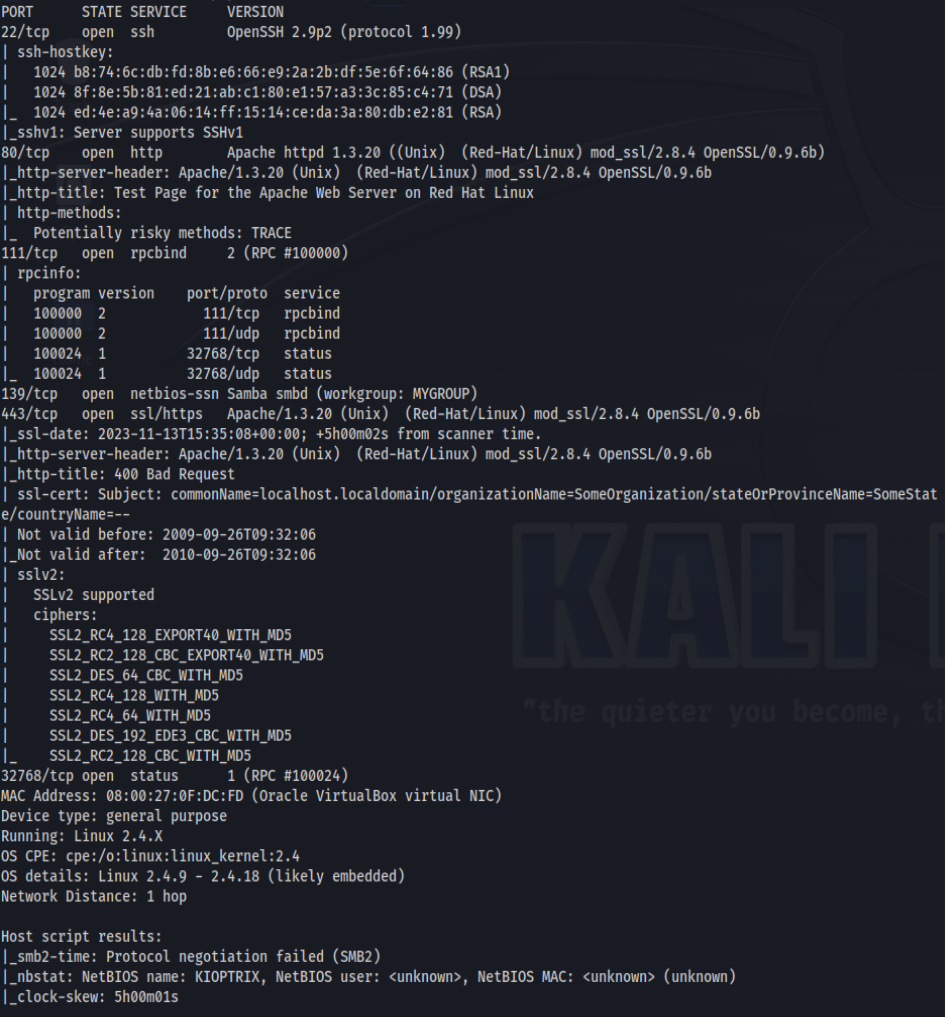 PORT      STATE SERVICE     VERSION
22/tcp    open  ssh         OpenSSH 2.9p2 (protocol 1.99)
| ssh-hostkey:
|   1024 b8:74:6c:db:fd:8b:e6:66:e9:2a:2b:df:5e:6f:64:86 (RSA1)
|   1024 8f:8e:5b:81:ed:21:ab:c1:80:e1:57:a3:3c:85:c4:71 (DSA)
|_  1024 ed:4e:a9:4a:06:14:ff:15:14:ce:da:3a:80:db:e2:81 (RSA)
|_sshv1: Server supports SSHv1
80/tcp    open  http        Apache httpd 1.3.20 ((Unix)  (Red-Hat/Linux) mod_ssl/2.8.4 OpenSSL/0.9.6b)
|_http-server-header: Apache/1.3.20 (Unix)  (Red-Hat/Linux) mod_ssl/2.8.4 OpenSSL/0.9.6b
|_http-title: Test Page for the Apache Web Server on Red Hat Linux
| http-methods:
|_  Potentially risky methods: TRACE
111/tcp   open  rpcbind     2 (RPC #100000)
| rpcinfo:
|   program version    port/proto  service
|   100000  2            111/tcp   rpcbind
|   100000  2            111/udp   rpcbind
|   100024  1          32768/tcp   status
|_  100024  1          32768/udp   status
139/tcp   open  netbios-ssn Samba smbd (workgroup: MYGROUP)
443/tcp   open  ssl/https   Apache/1.3.20 (Unix)  (Red-Hat/Linux) mod_ssl/2.8.4 OpenSSL/0.9.6b
|_ssl-date: 2023-11-13T15:35:08+00:00; +5h00m02s from scanner time.
|_http-server-header: Apache/1.3.20 (Unix)  (Red-Hat/Linux) mod_ssl/2.8.4 OpenSSL/0.9.6b
|_http-title: 400 Bad Request
| ssl-cert: Subject: commonName=localhost.localdomain/organizationName=SomeOrganization/stateOrProvinceName=SomeStat
e/countryName=--
| Not valid before: 2009-09-26T09:32:06
|_Not valid after:  2010-09-26T09:32:06
| sslv2:
|   SSLv2 supported
|   ciphers:
|     SSL2_RC4_128_EXPORT40_WITH_MD5
|     SSL2_RC2_128_CBC_EXPORT40_WITH_MD5
|     SSL2_DES_64_CBC_WITH_MD5
|     SSL2_RC4_128_WITH_MD5
|     SSL2_RC4_64_WITH_MD5
|     SSL2_DES_192_EDE3_CBC_WITH_MD5
|_    SSL2_RC2_128_CBC_WITH_MD5
32768/tcp open  status      1 (RPC #100024)
MAC Address: 08:00:27:0F:DC:FD (Oracle VirtualBox virtual NIC)
Device type: general purpose
Running: Linux 2.4.X
OS CPE: cpe:/o:linux:linux_kernel:2.4
OS details: Linux 2.4.9 - 2.4.18 (likely embedded)
Network Distance: 1 hop
Host script results:
|_smb2-time: Protocol negotiation failed (SMB2)
|_nbstat: NetBIOS name: KIOPTRIX, NetBIOS user: <unknown>, NetBIOS MAC: <unknown> (unknown)
|_clock-skew: 5h00m01s
KALI
"the quieter you become,